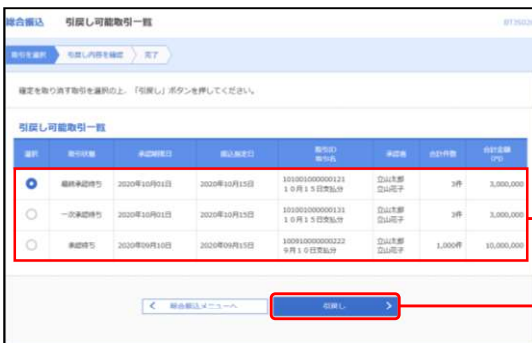 総合振込 引戻し可能取引一覧
取引を選択 引戻し内容を確認 完了
確定を取り消す取引を選択の上、「引戻し」ボタンを押してください。
引戻し可能取引一覧
選択 取引状態 承認期限日 振込指定日 取引ID 承認者 合計件数 合計金額
取引名 (円)
最終承認待ち 2020年10月01日 2020年10月15日 101001000000121 立山太郎 3件 3,000,000
10月15日支払分 立山花子
一次承認待ち 2020年10月01日 2020年10月15日 101001000000131 立山太郎 3件 3,000,000
10月15日支払分 立山花子
承認待ち 2020年09月10日 2020年09月15日 100810000000222 立山太郎 1,000件 10,000,000
9月10日支払分 立山花子
総合振込メニューへ 引戻し